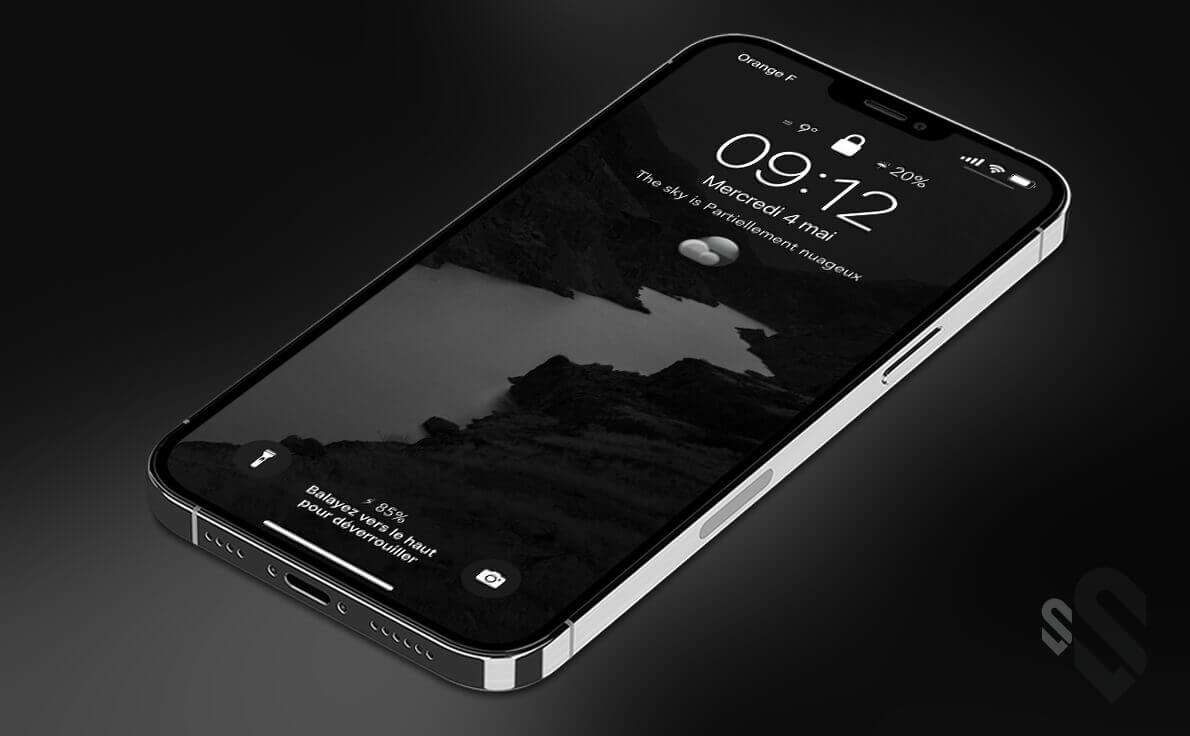 Orange F
9°
20%
09:12
Mercredi 4 mai
The sky is Partiellement nuageux
85%
Balayez vers le haut
pour déverrouiller